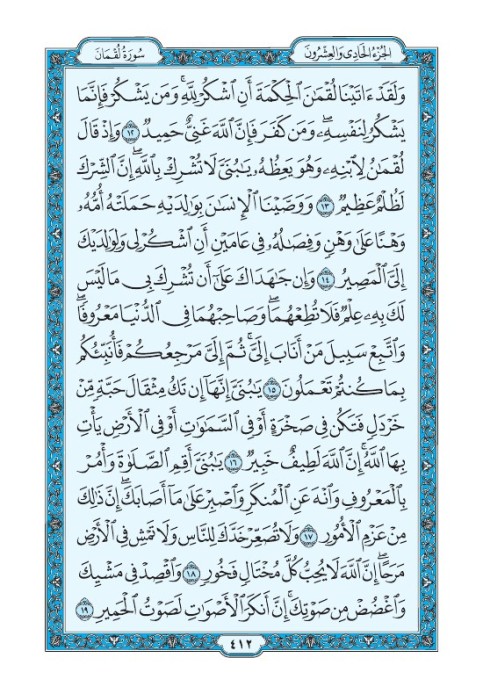 الجزء الحادي والعشرون
سورة لقمان
وَلَقَدْ ءَاتَيْنَا لُقْمَٰنَ ٱلْحِكْمَةَ أَنِ ٱشْكُرْ لِلَّهِۚ وَمَن يَشْكُرْ فَإِنَّمَا
يَشْكُرُ لِنَفْسِهِۦۖ وَمَن كَفَرَ فَإِنَّ ٱللَّهَ غَنِىٌّ حَمِيدٌ ١٢ وَإِذْ قَالَ
لُقْمَٰنُ لِٱبْنِهِۦ وَهُوَ يَعِظُهُۥ يَٰبُنَىَّ لَا تُشْرِكْ بِٱللَّهِۖ إِنَّ ٱلشِّرْكَ
لَظُلْمٌ عَظِيمٌ ١٣ وَوَصَّيْنَا ٱلْإِنسَٰنَ بِوَٰلِدَيْهِ حَمَلَتْهُ أُمُّهُۥ
وَهْنًا عَلَىٰ وَهْنٍ وَفِصَٰلُهُۥ فِى عَامَيْنِ أَنِ ٱشْكُرْ لِى وَلِوَٰلِدَيْكَ
إِلَىَّ ٱلْمَصِيرُ ١٤ وَإِن جَٰهَدَاكَ عَلَىٰٓ أَن تُشْرِكَ بِى مَا لَيْسَ
لَكَ بِهِۦ عِلْمٌ فَلَا تُطِعْهُمَاۖ وَصَاحِبْهُمَا فِى ٱلدُّنْيَا مَعْرُوفًاۖ
وَٱتَّبِعْ سَبِيلَ مَنْ أَنَابَ إِلَىَّۚ ثُمَّ إِلَىَّ مَرْجِعُكُمْ فَأُنَبِّئُكُم
بِمَا كُنتُمْ تَعْمَلُونَ ١٥ يَٰبُنَىَّ إِنَّهَآ إِن تَكُ مِثْقَالَ حَبَّةٍ مِّنْ
خَرْدَلٍ فَتَكُن فِى صَخْرَةٍ أَوْ فِى ٱلسَّمَٰوَٰتِ أَوْ فِى ٱلْأَرْضِ يَأْتِ
بِهَا ٱللَّهُۚ إِنَّ ٱللَّهَ لَطِيفٌ خَبِيرٌ ١٦ يَٰبُنَىَّ أَقِمِ ٱلصَّلَوٰةَ وَأْمُرْ
بِٱلْمَعْرُوفِ وَٱنْهَ عَنِ ٱلْمُنكَرِ وَٱصْبِرْ عَلَىٰ مَآ أَصَابَكَۖ إِنَّ ذَٰلِكَ
مِنْ عَزْمِ ٱلْأُمُورِ ١٧ وَلَا تُصَعِّرْ خَدَّكَ لِلنَّاسِ وَلَا تَمْشِ فِى ٱلْأَرْضِ
مَرَحًاۖ إِنَّ ٱللَّهَ لَا يُحِبُّ كُلَّ مُخْتَالٍ فَخُورٍ ١٨ وَٱقْصِدْ فِى مَشْيِكَ
وَٱغْضُضْ مِن صَوْتِكَۚ إِنَّ أَنكَرَ ٱلْأَصْوَٰتِ لَصَوْتُ ٱلْحَمِيرِ ١٩
٤١٢